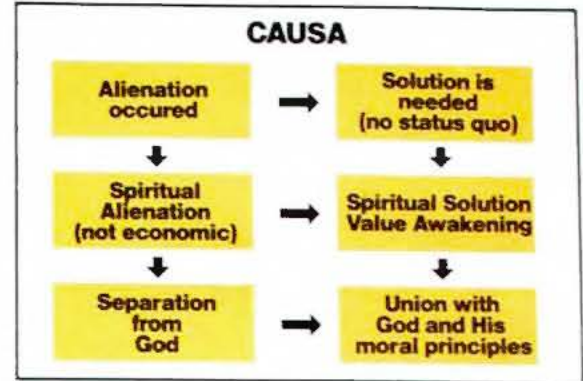 CAUSA
Alienation
occured
Solution is
needed
(no status quo)
Spiritual
Alienation
(not economic)
Spiritual Solution
Value Awakening
Separation
from
God
Union with
God and His
moral principles